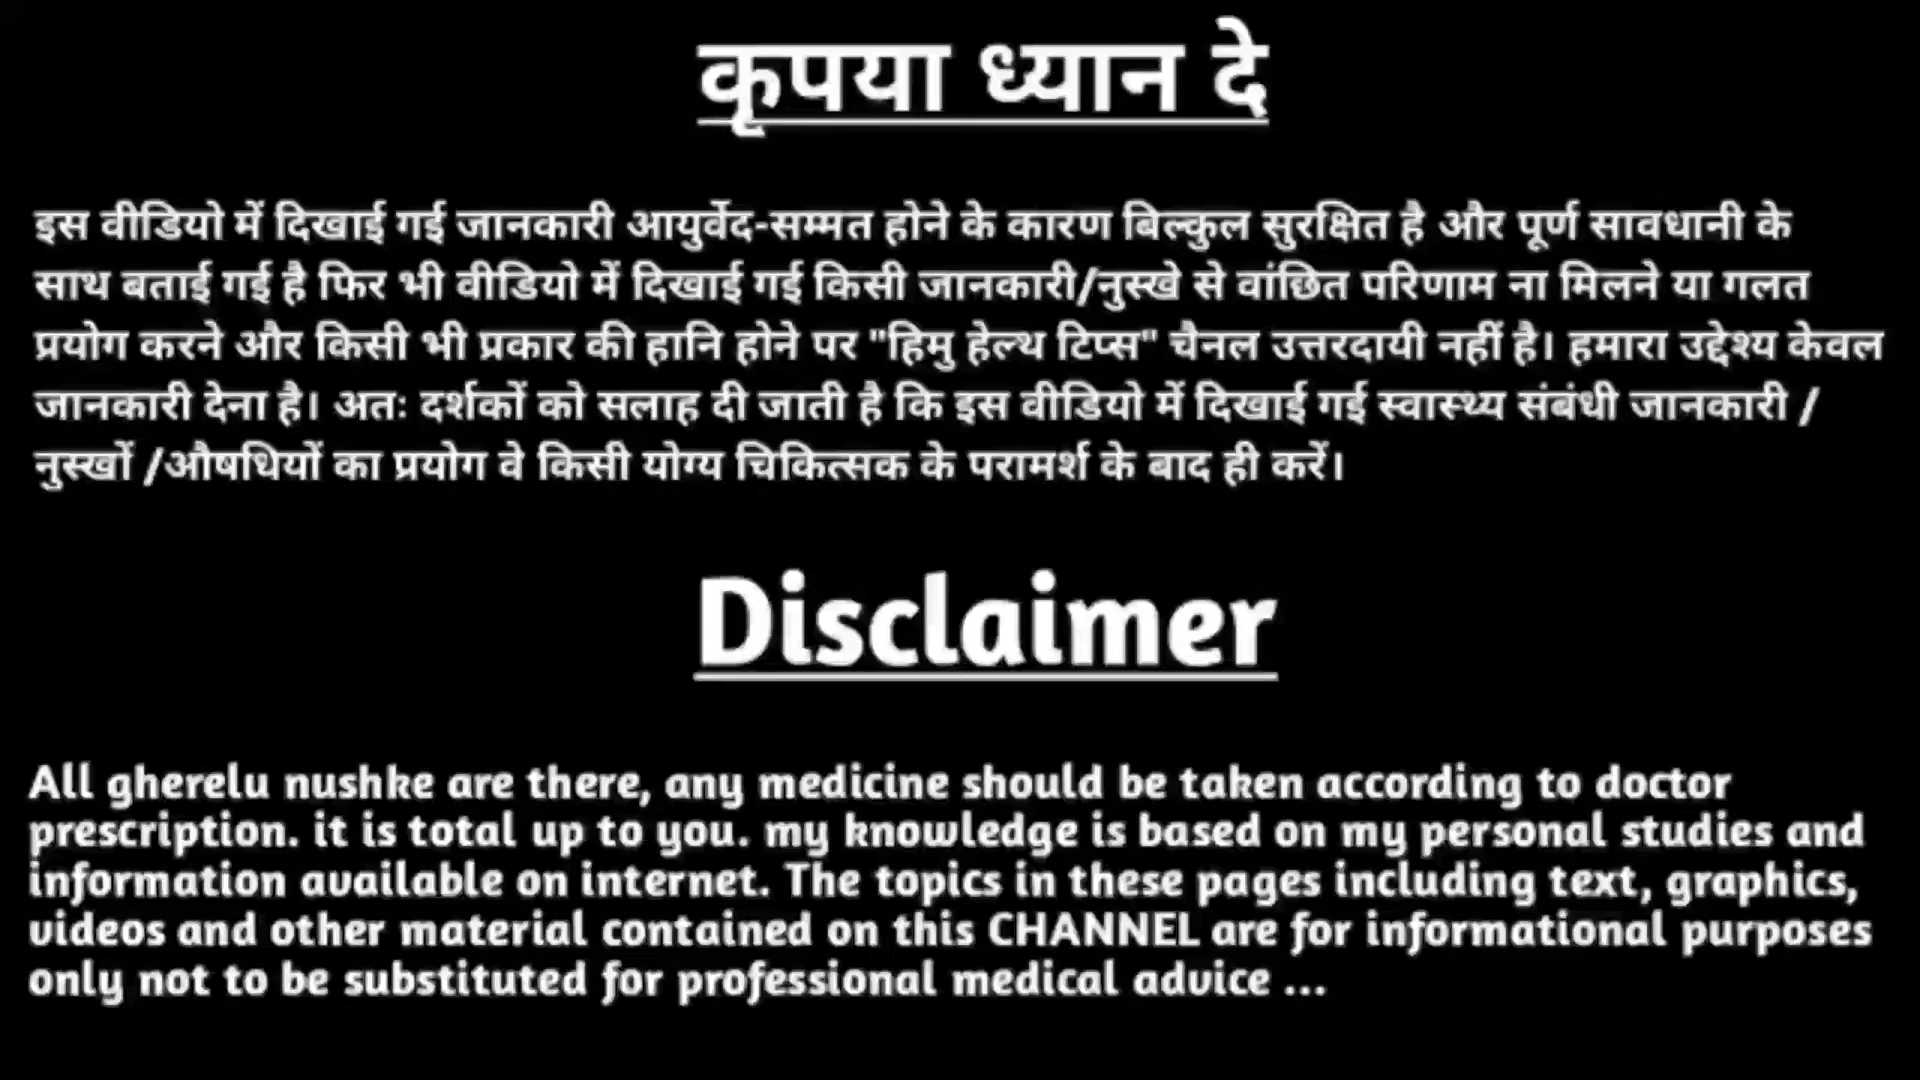 कृपया ध्यान दे
इस वीडियो में दिखाई गई जानकारी आयुर्वेद-सम्मत होने के कारण बिल्कुल सुरक्षित है और पूर्ण सावधानी के
साथ बताई गई है फिर भी वीडियो में दिखाई गई किसी जानकारी/नुस्खे से वांछित परिणाम ना मिलने या गलत
प्रयोग करने और किसी भी प्रकार की हानि होने पर "हिमु हेल्थ टिप्स" चैनल उत्तरदायी नहीं है। हमारा उद्देश्य केवल
जानकारी देना है। अतः दर्शकों को सलाह दी जाती है कि इस वीडियो में दिखाई गई स्वास्थ्य संबंधी जानकारी /
नुस्खों /औषधियों का प्रयोग वे किसी योग्य चिकित्सक के परामर्श के बाद ही करें।
Disclaimer
All gherelu nushke are there, any medicine should be taken according to doctor
prescription. it is total up to you. my knowledge is based on my personal studies and
information available on internet. The topics in these pages including text, graphics,
videos and other material contained on this CHANNEL are for informational purposes
only not to be substituted for professional medical advice ...